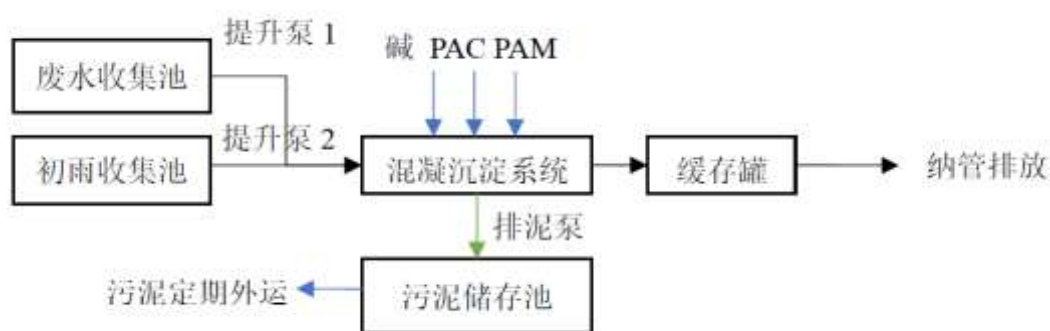 提升泵 1
碱 PAC PAM
废水收集池
提升泵 2
初雨收集池
混凝沉淀系统
缓存罐
纳管排放
排泥泵
污泥定期外运
污泥储存池